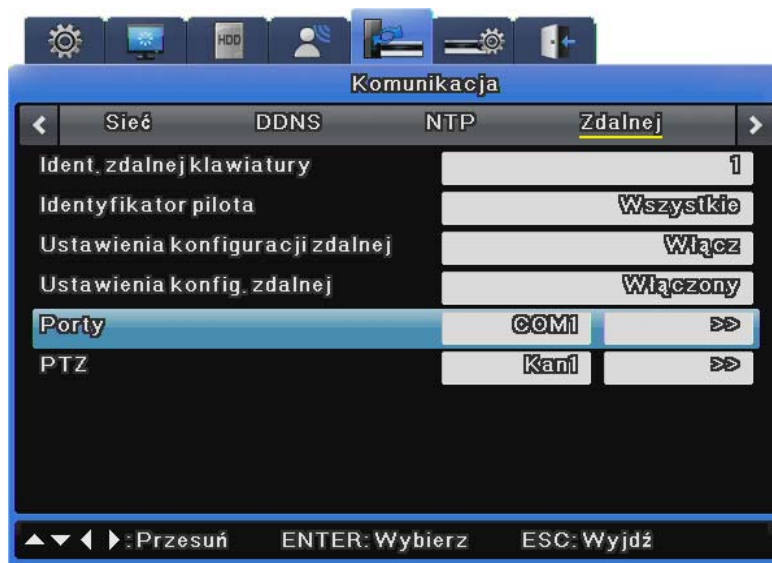 HDD
Komunikacja
< Sieć DDNS NTP Zdalnej >
Ident. zdalnej klawiatury 1
Identyfikator pilota Wszystkie
Ustawienia konfiguracji zdalnej Włącz
Ustawienia konfig. zdalnej Włączony
Porty COM1 >>
PTZ Kan1 >>
:Przesuń ENTER:Wybierz ESC:Wyjdź